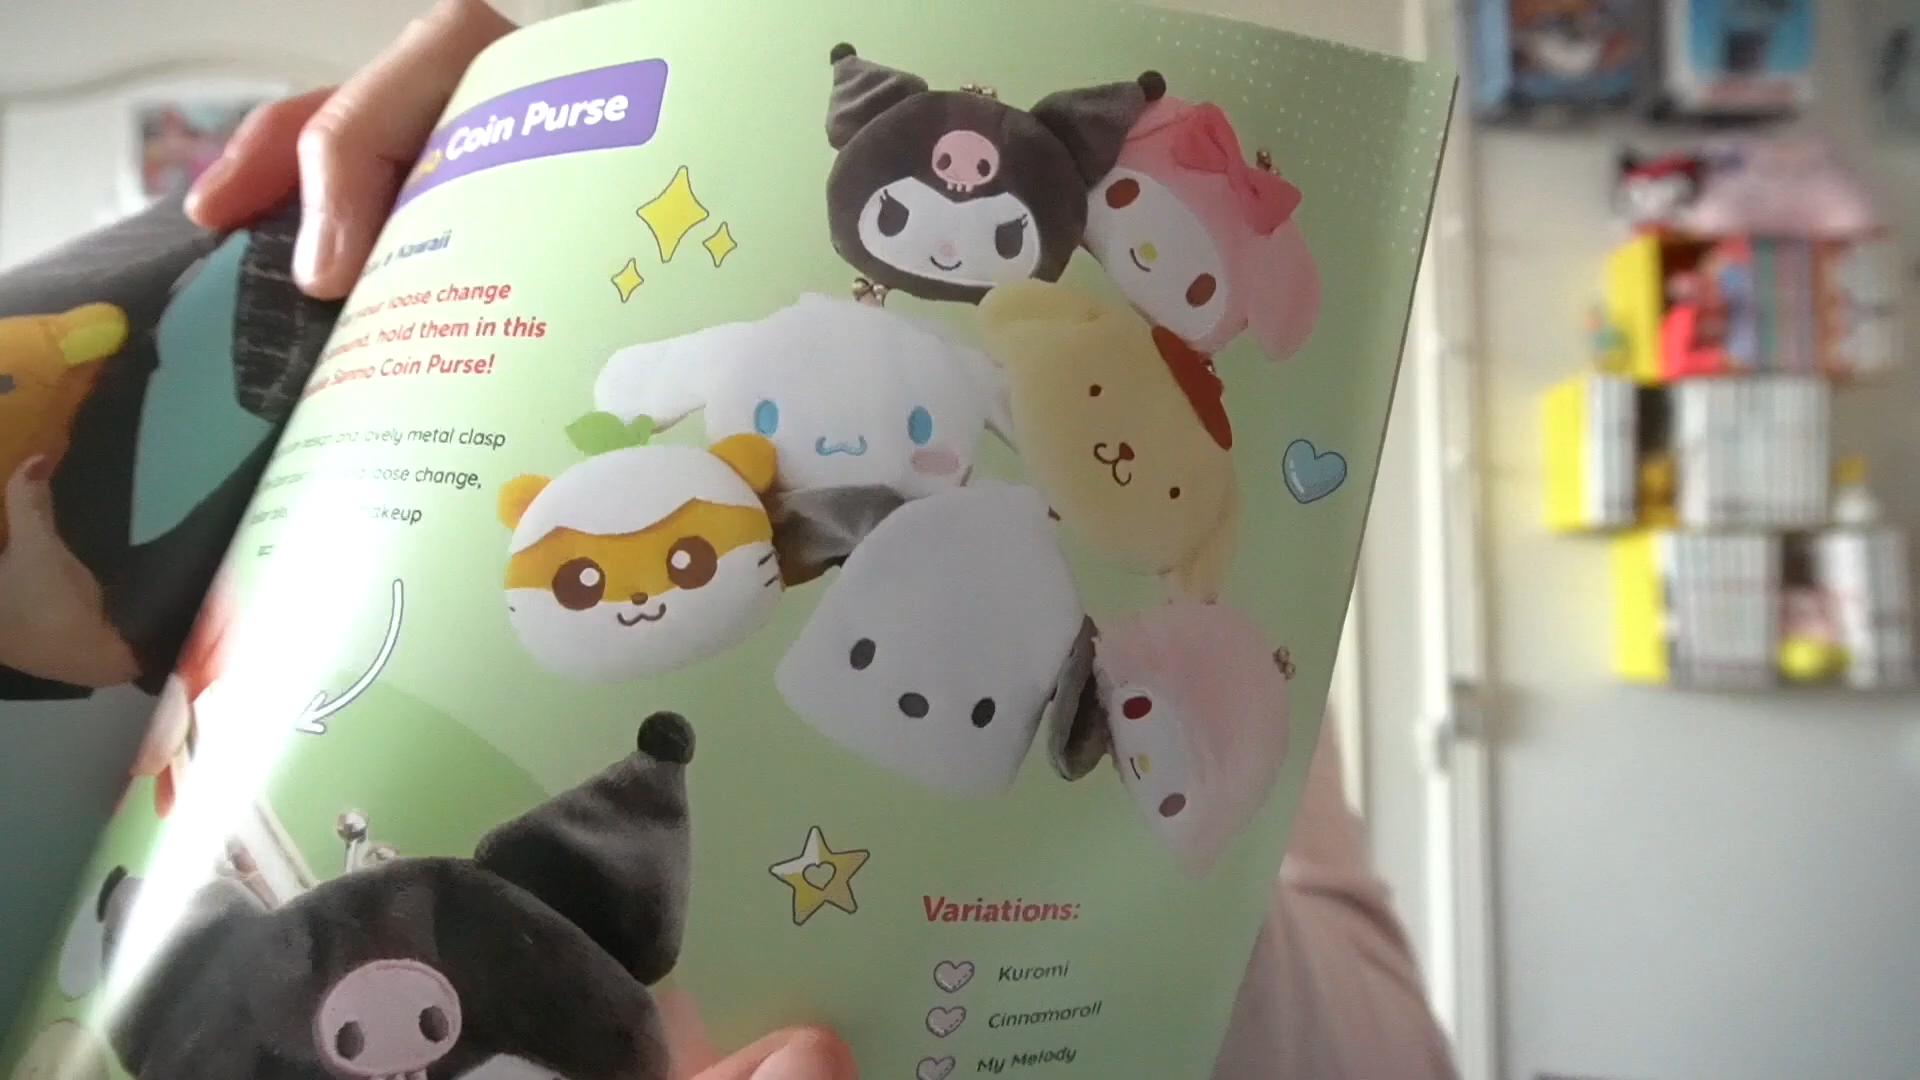 Coin Purse
Kawaii
your loose change
around, hold them in this
Sanrio Coin Purse!
design and lovely metal clasp
loose change,
makeup
Variations:
Kuromi
Cinnamoroll
My Melody